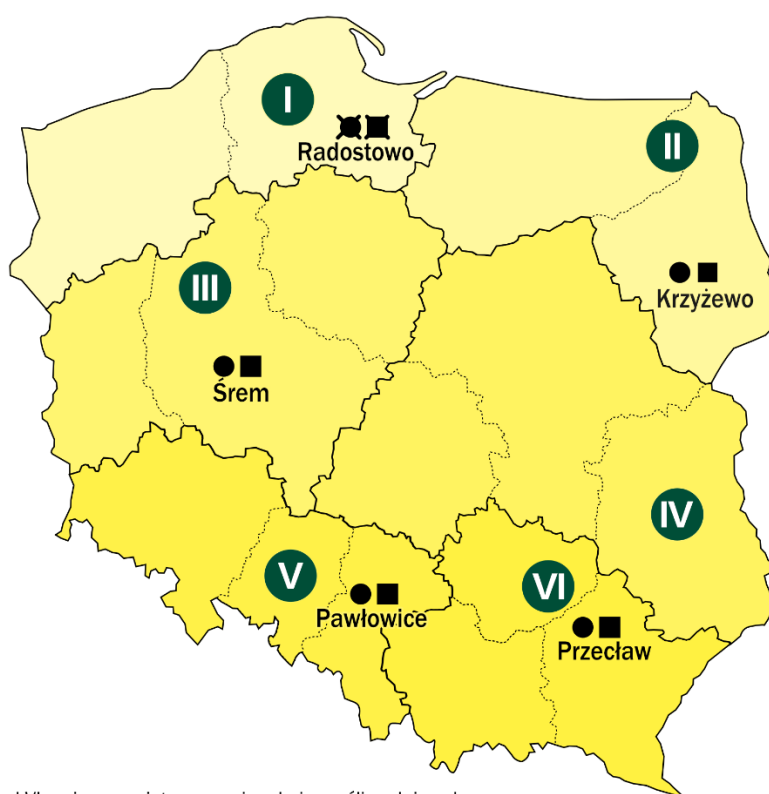 I
Radostowo
II
Krzyżewo
III
Śrem
IV
V
Pawłowice
VI
Przecław